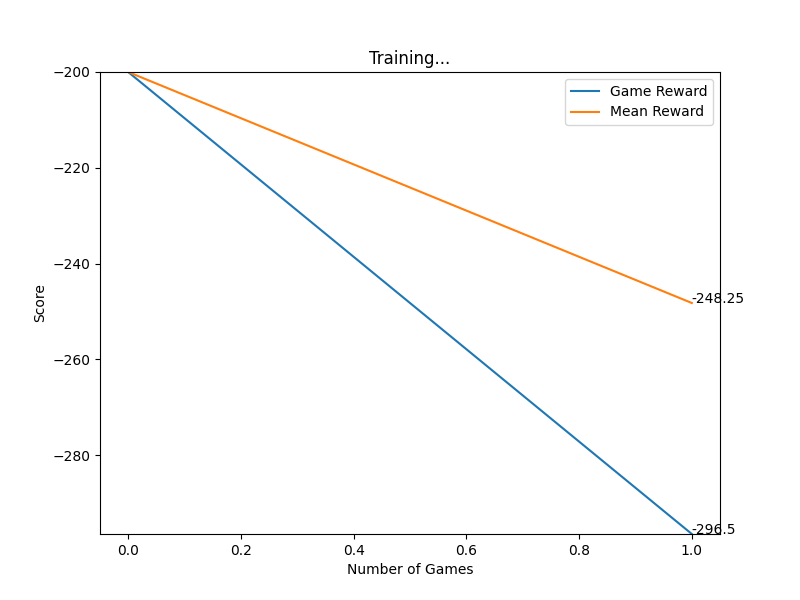 Training...
Game Reward
Mean Reward
−200
−220
−240
−260
−280
Score
-248.25
-296.5
0.0
0.2
0.4
0.6
0.8
1.0
Number of Games